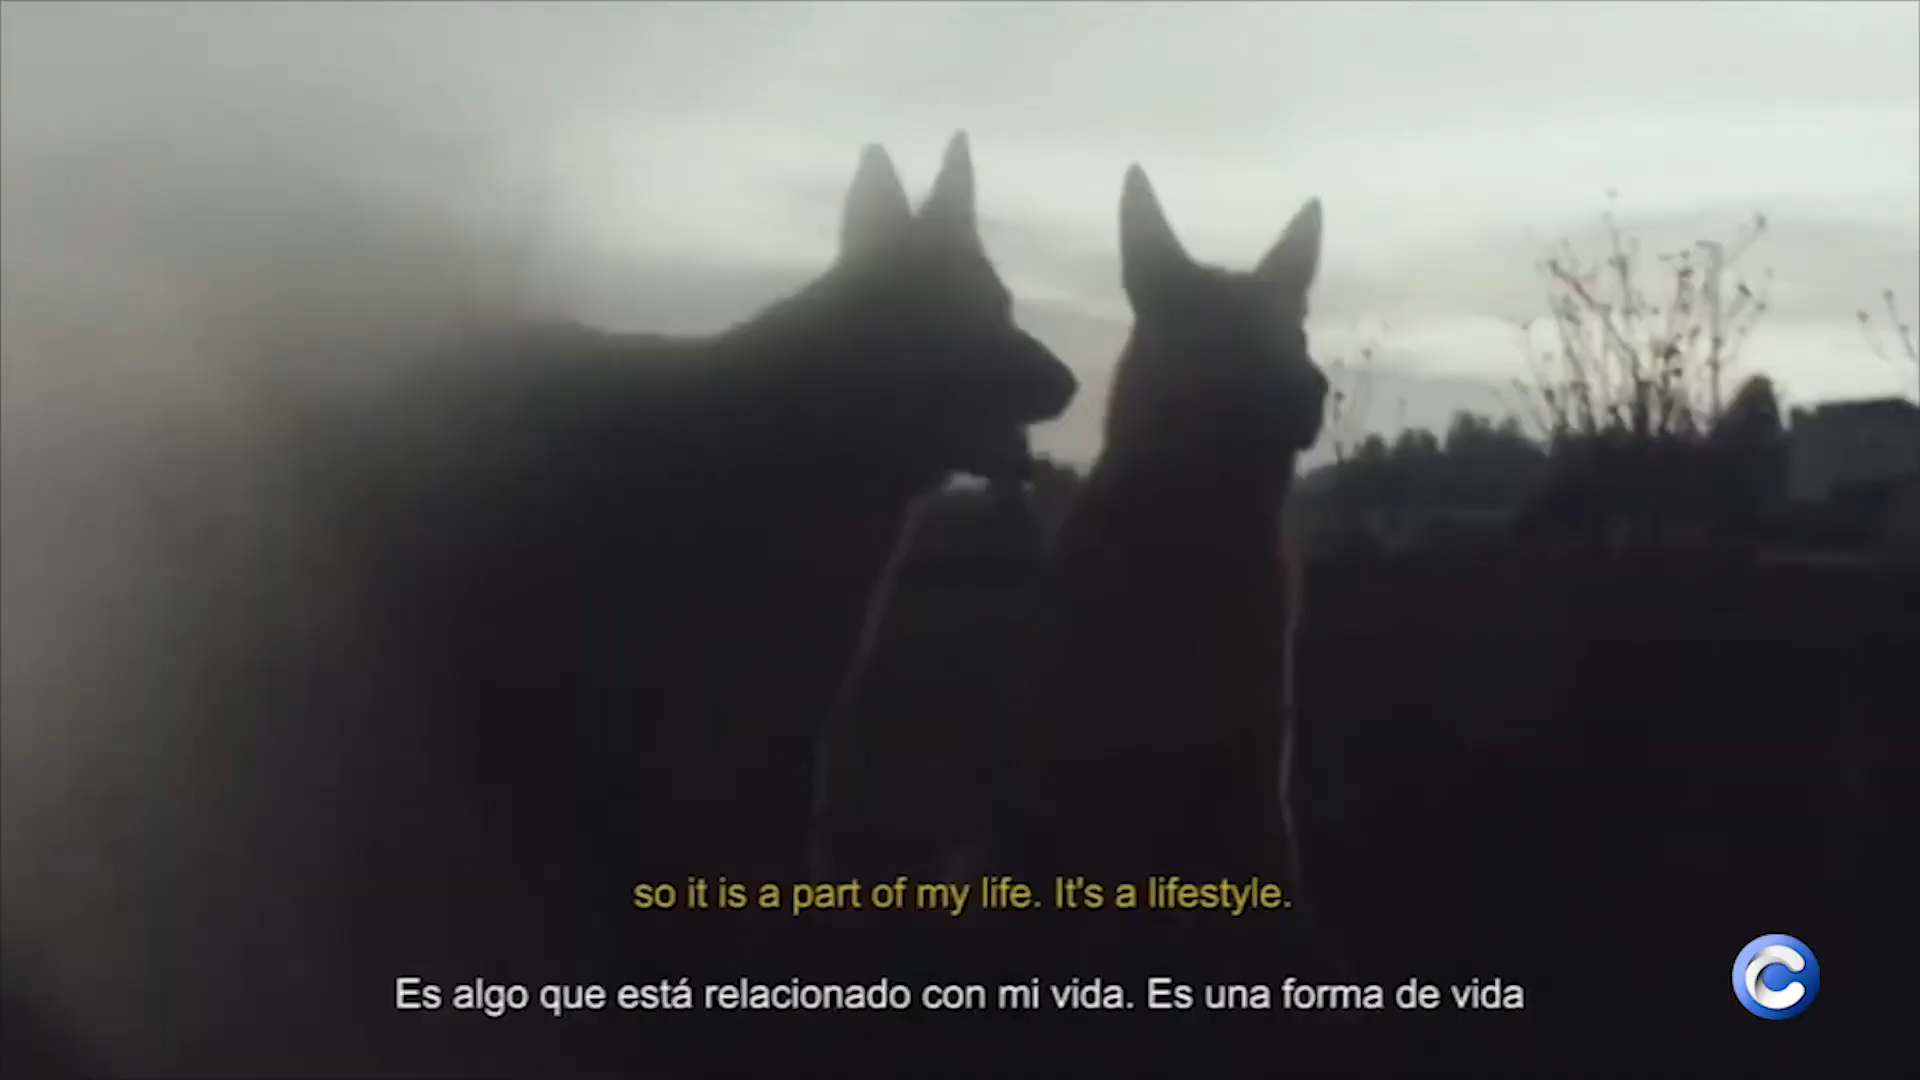 so it is a part of my life. It's a lifestyle.
Es algo que está relacionado con mi vida. Es una forma de vida